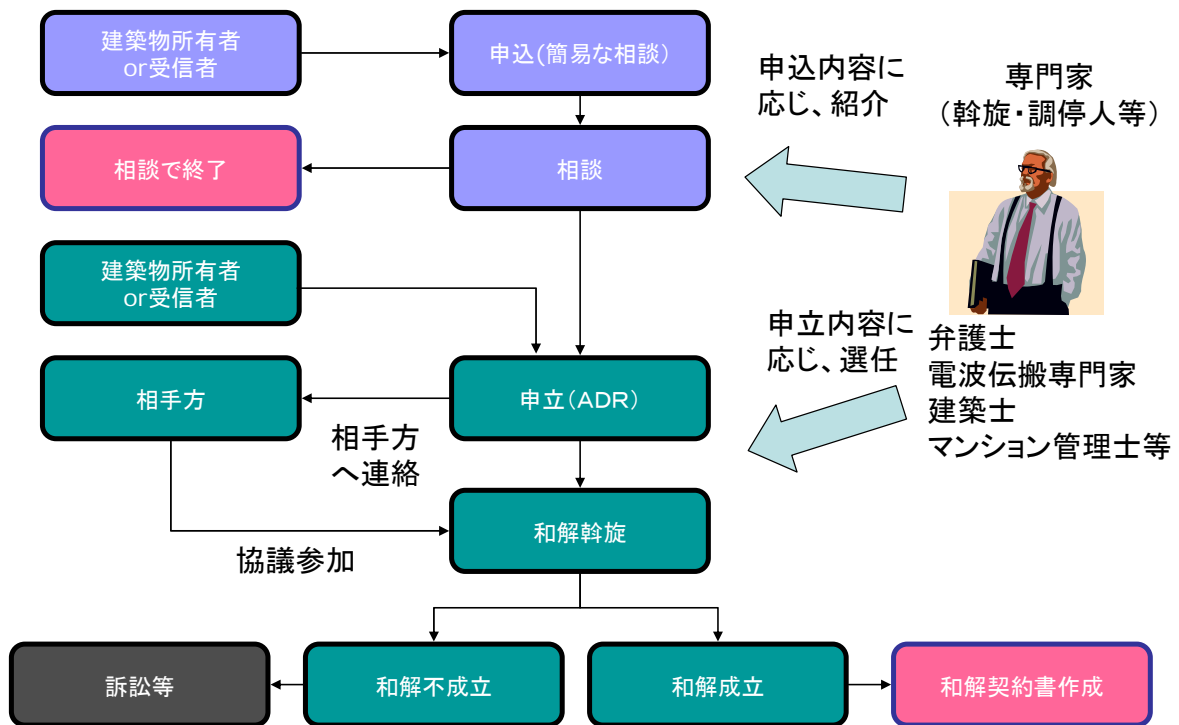 建築物所有者
or受信者
申込(簡易な相談）
申込内容に
応じ、紹介
専門家
（斡旋・調停人等）
相談で終了
相談
建築物所有者
or受信者
申立内容に
応じ、選任
弁護士
電波伝搬専門家
建築士
マンション管理士等
相手方
申立（ADR）
相手方
へ連絡
和解斡旋
協議参加
訴訟等
和解不成立
和解成立
和解契約書作成